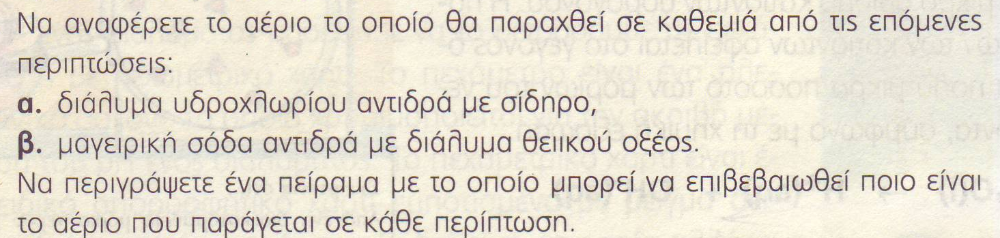 Να αναφέρετε το αέριο το οποίο θα παραχθεί σε καθεμιά από τις επόμενες
περιπτώσεις:
α. διάλυμα υδροχλωρίου αντιδρά με σίδηρο,
β. μαγειρική σόδα αντιδρά με διάλυμα θειικού οξέος.
Να περιγράψετε ένα πείραμα με το οποίο μπορεί να επιβεβαιωθεί ποιο είναι
το αέριο που παράγεται σε κάθε περίπτωση.